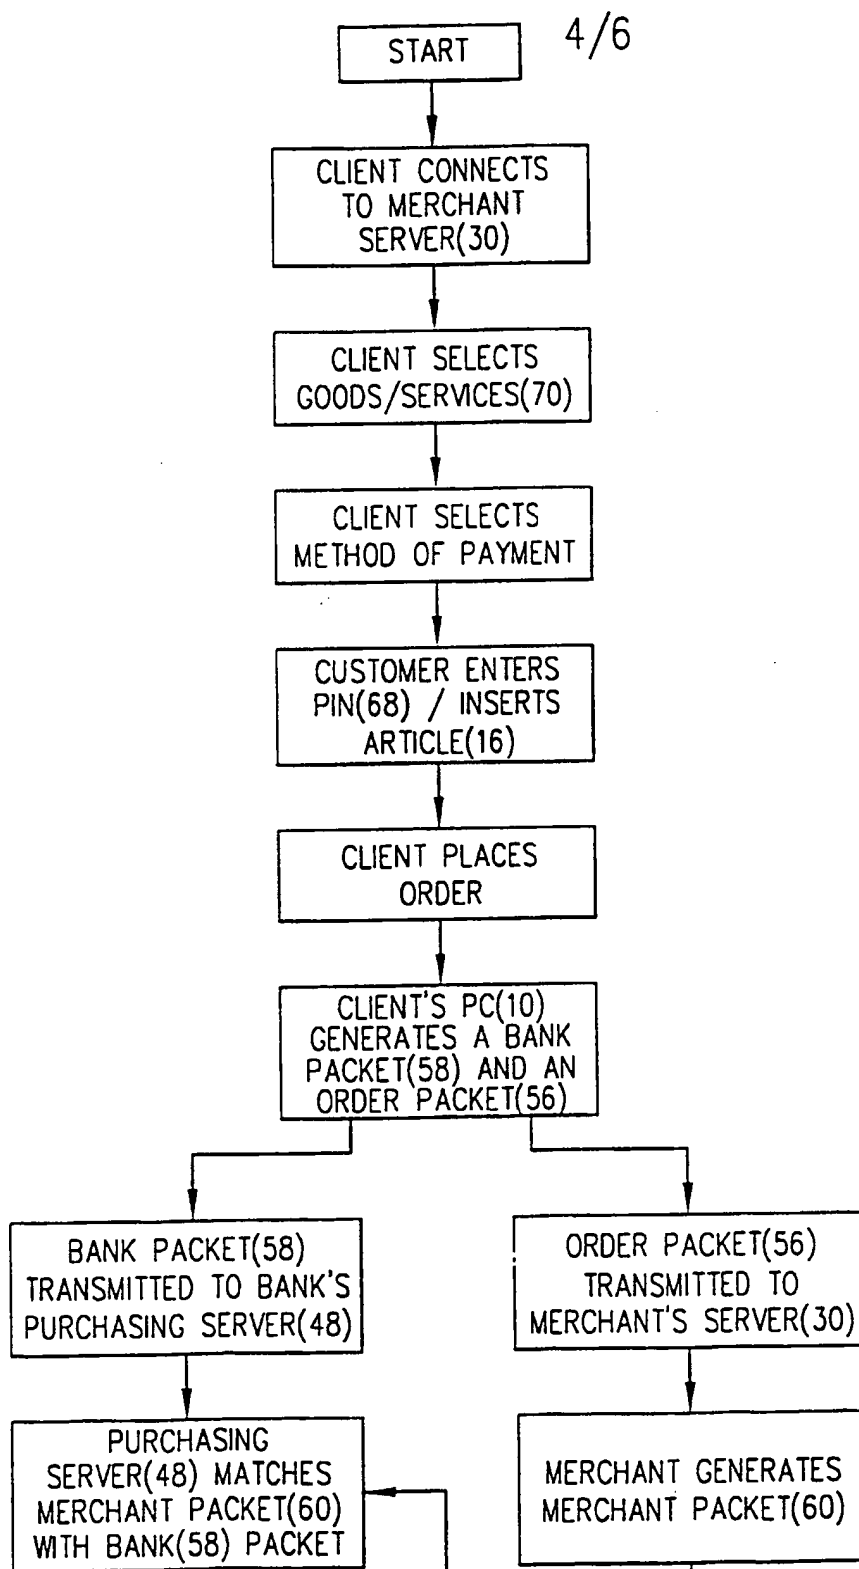 START
4/6
CLIENT CONNECTS
TO MERCHANT
SERVER(30)
CLIENT SELECTS
GOODS/SERVICES(70)
CLIENT SELECTS
METHOD OF PAYMENT
CUSTOMER ENTERS
PIN(68) / INSERTS
ARTICLE(16)
CLIENT PLACES
ORDER
CLIENT'S PC(10)
GENERATES A BANK
PACKET(58) AND AN
ORDER PACKET(56)
BANK PACKET(58)
TRANSMITTED TO BANK'S
PURCHASING SERVER(48)
ORDER PACKET(56)
TRANSMITTED TO
MERCHANT'S SERVER(30)
PURCHASING
SERVER(48) MATCHES
MERCHANT PACKET(60)
WITH BANK(58) PACKET
MERCHANT GENERATES
MERCHANT PACKET(60)